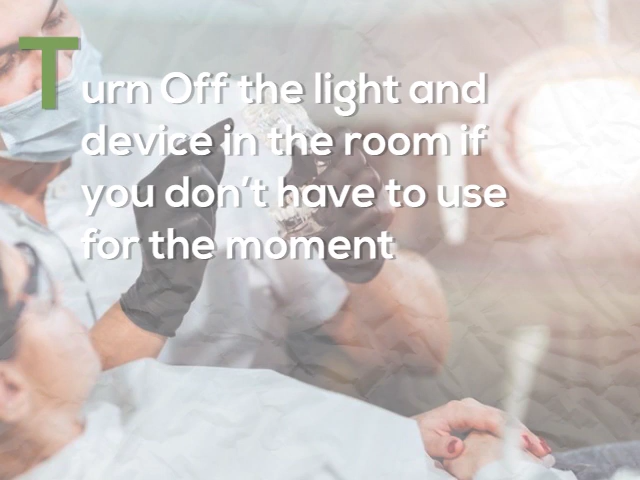 Turn Off the light and
device in the room if
you don't have to use
for the moment